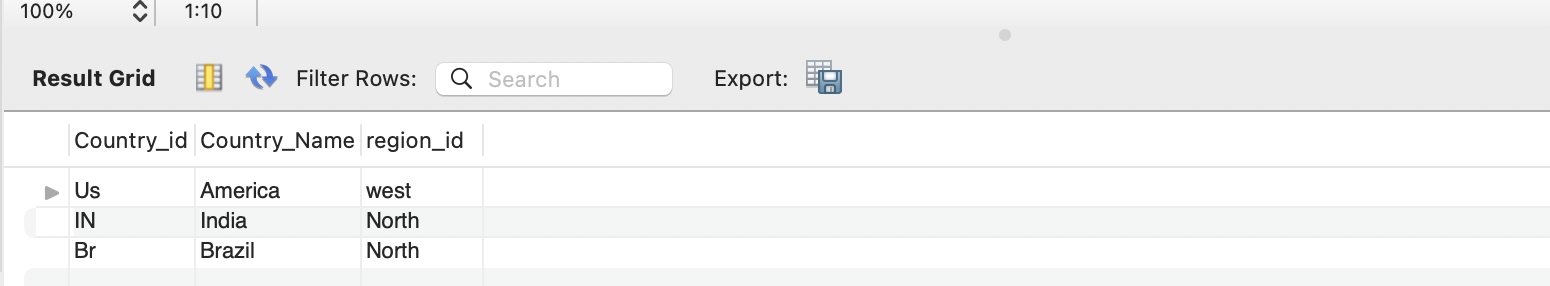 100% 1:10
Result Grid Filter Rows: Search Export:
Country_id Country_Name region_id
Us America west
IN India North
Br Brazil North